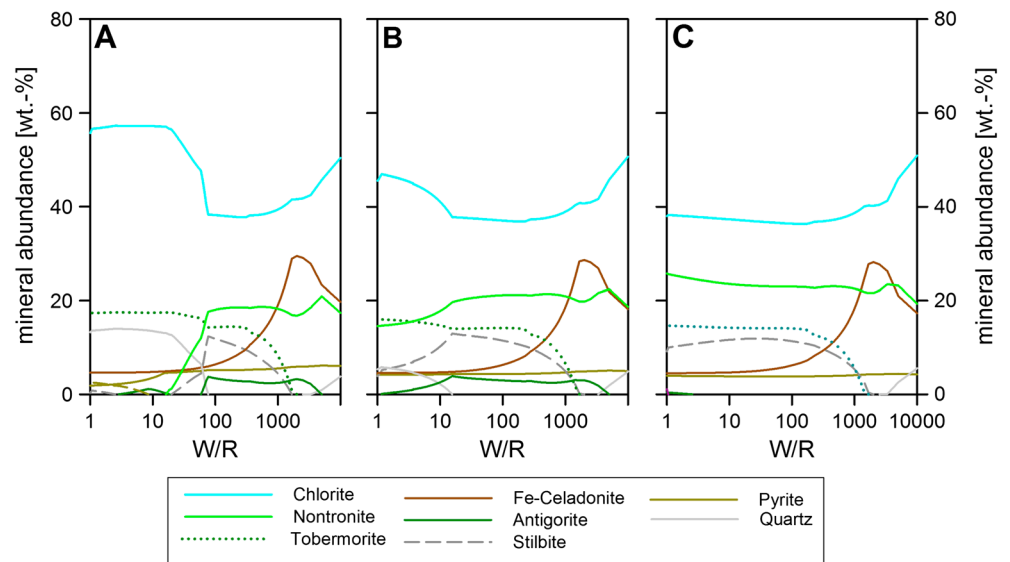 A
B
C
mineral abundance [wt.-%]
80
60
40
20
0
80
60
40
20
0
mineral abundance [wt.-%]
1 10 100 1000
1 10 100 1000
1 10 100 1000 10000
W/R
W/R
W/R
Chlorite Fe-Celadonite Pyrite
Nontronite Antigorite Quartz
Tobermorite Stilbite